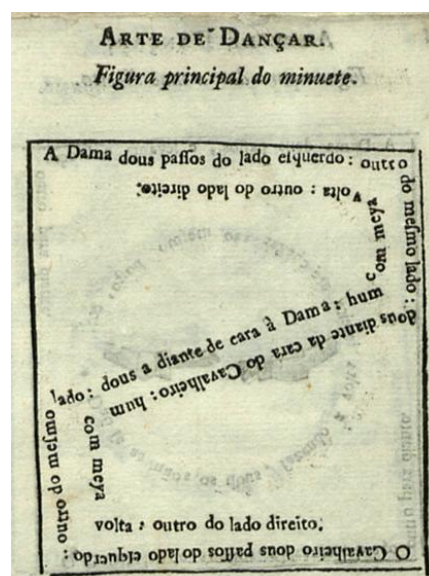 ARTE DE DANÇAR.
Figura principal do minuete.
A Dama dous paſſos do lado eſquerdo : outro
do meſmo lado :
dous diante da cara do Cavalheiro : hum
com meya
volta : outro do lado direito.
O Cavalheiro dous paſſos do lado eſquerdo :
outro do meſmo
lado : dous a diante de cara à Dama ; hum
com meya
volta : outro do lado direito.